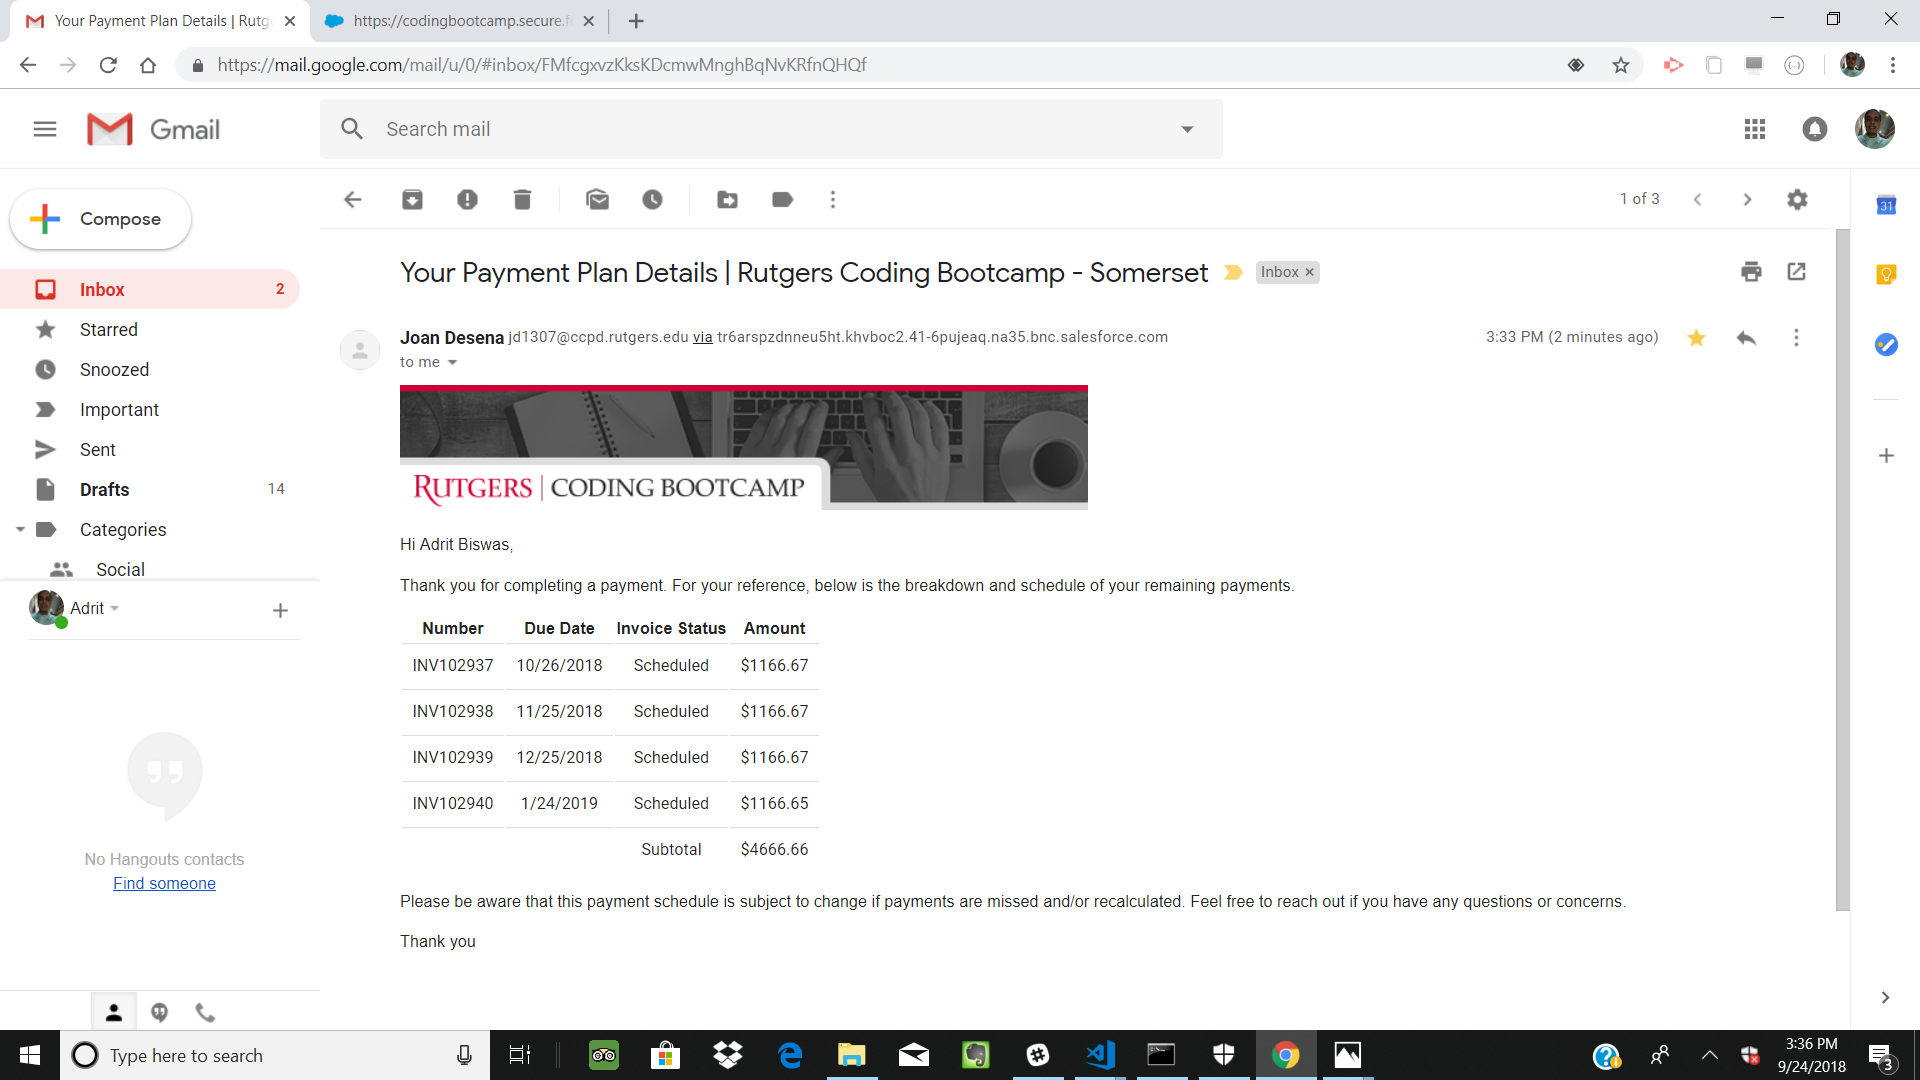 Your Payment Plan Details | Rutg
https://codingbootcamp.secure.f
https://mail.google.com/mail/u/0/#inbox/FMfcgxvzKksKDcmwMnghBqNvKRfnQHQf
Gmail
Search mail
Compose
1 of 3
31
Your Payment Plan Details | Rutgers Coding Bootcamp - Somerset
Inbox ×
Inbox 2
Starred
Snoozed
Important
Sent
Drafts 14
Categories
Social
Adrit
No Hangouts contacts
Find someone
Joan Desena jd1307@ccpd.rutgers.edu via tr6arspzdnneu5ht.khvboc2.41-6pujeaq.na35.bnc.salesforce.com
3:33 PM (2 minutes ago)
to me
RUTGERS | CODING BOOTCAMP
Hi Adrit Biswas,
Thank you for completing a payment. For your reference, below is the breakdown and schedule of your remaining payments.
Number Due Date Invoice Status Amount
INV102937 10/26/2018 Scheduled $1166.67
INV102938 11/25/2018 Scheduled $1166.67
INV102939 12/25/2018 Scheduled $1166.67
INV102940 1/24/2019 Scheduled $1166.65
Subtotal $4666.66
Please be aware that this payment schedule is subject to change if payments are missed and/or recalculated. Feel free to reach out if you have any questions or concerns.
Thank you
Type here to search
3:36 PM
9/24/2018
3